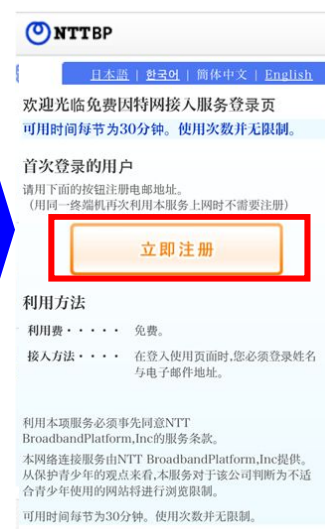 NTTBP
日本語 | 한국어 | 简体中文 | English
欢迎光临免费因特网接入服务登录页
可用时间每节为30分钟。使用次数并无限制。
首次登录的用户
请用下面的按钮注册电邮地址。
(用同一终端机再次利用本服务上网时不需要注册)
立即注册
利用方法
利用费・・・・・ 免费。
接入方法・・・・ 在登入使用页面时,您必须登录姓名
与电子邮件地址。
利用本项服务必须事先同意NTT
BroadbandPlatform,Inc的服务条款。
本网络连接服务由NTT BroadbandPlatform,Inc提供。
从保护青少年的观点来看,本服务对于该公司判断为不适
合青少年使用的网站将进行浏览限制。
可用时间每节为30分钟。使用次数并无限制。